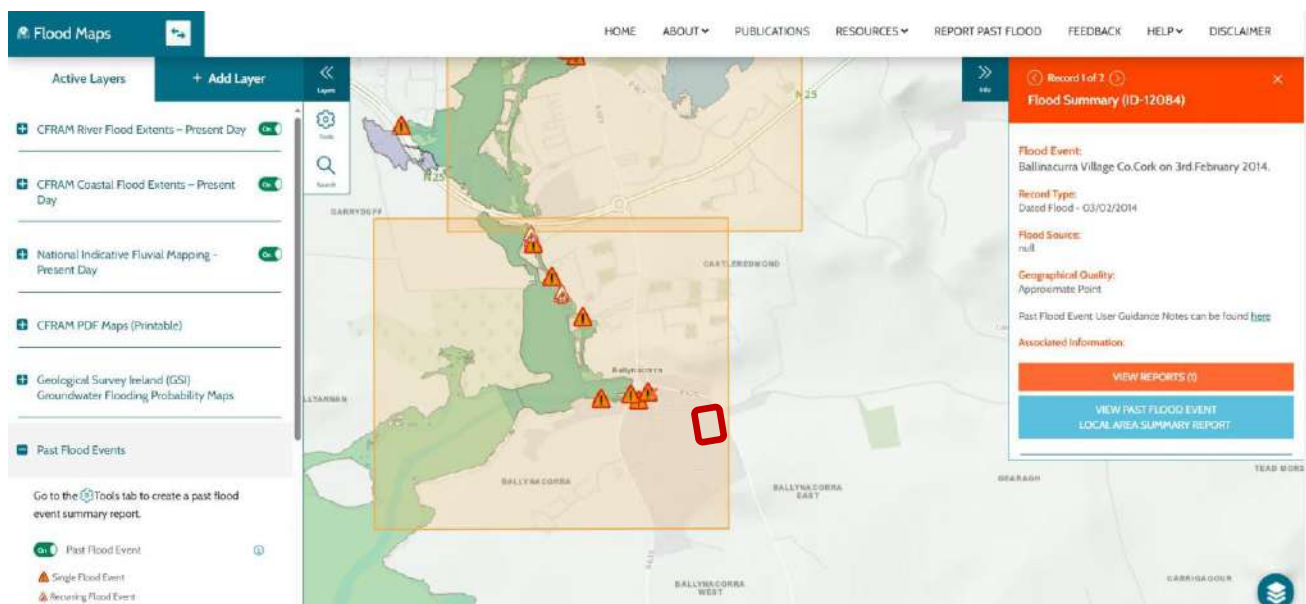 Flood Maps
HOME
ABOUT
PUBLICATIONS
RESOURCES
REPORT PAST FLOOD
FEEDBACK
HELP
DISCLAIMER
Active Layers
+ Add Layer
CFRAM River Flood Extents – Present Day
On
CFRAM Coastal Flood Extents – Present
Day
On
National Indicative Fluvial Mapping -
Present Day
On
CFRAM PDF Maps (Printable)
Geological Survey Ireland (GSI)
Groundwater Flooding Probability Maps
Past Flood Events
Go to the Tools tab to create a past flood
event summary report.
On
Past Flood Event
Single Flood Event
Recurring Flood Event
Layers
Tools
Search
N25
N25
GARRYDUFF
CASTLEREDMOND
Ballynacorra
BALLYNACORRA
BALLYNACORRA
EAST
BALLYNACORRA
WEST
Info
Record 1 of 2
Flood Summary (ID-12084)
Flood Event:
Ballinacurra Village Co.Cork on 3rd.February 2014.
Record Type:
Dated Flood - 03/02/2014
Flood Source:
null
Geographical Quality:
Approximate Point
Past Flood Event User Guidance Notes can be found here
Associated Information:
VIEW REPORTS (1)
VIEW PAST FLOOD EVENT
LOCAL AREA SUMMARY REPORT